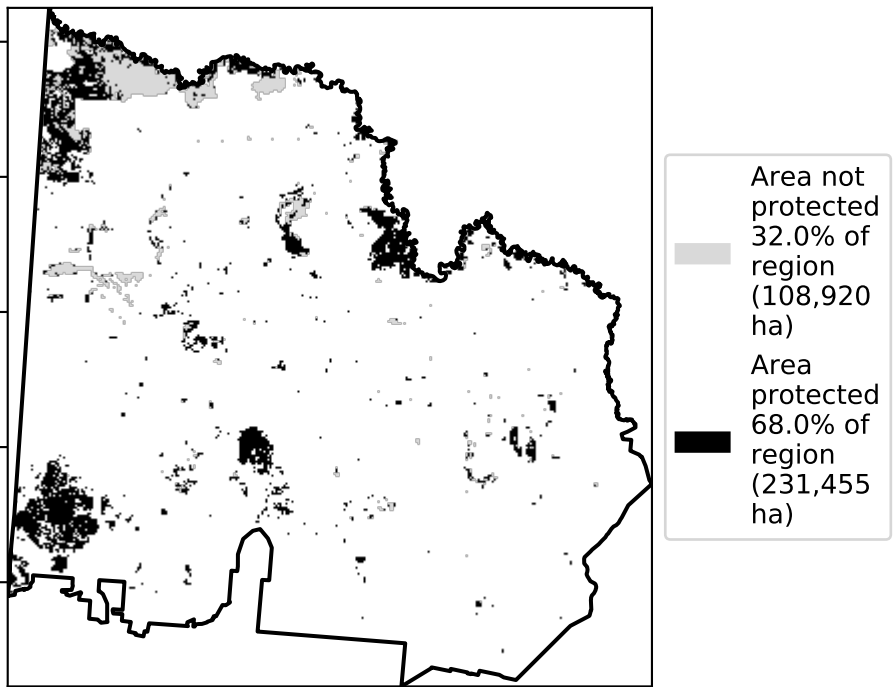 Area not
protected
32.0% of
region
(108,920
ha)
Area
protected
68.0% of
region
(231,455
ha)